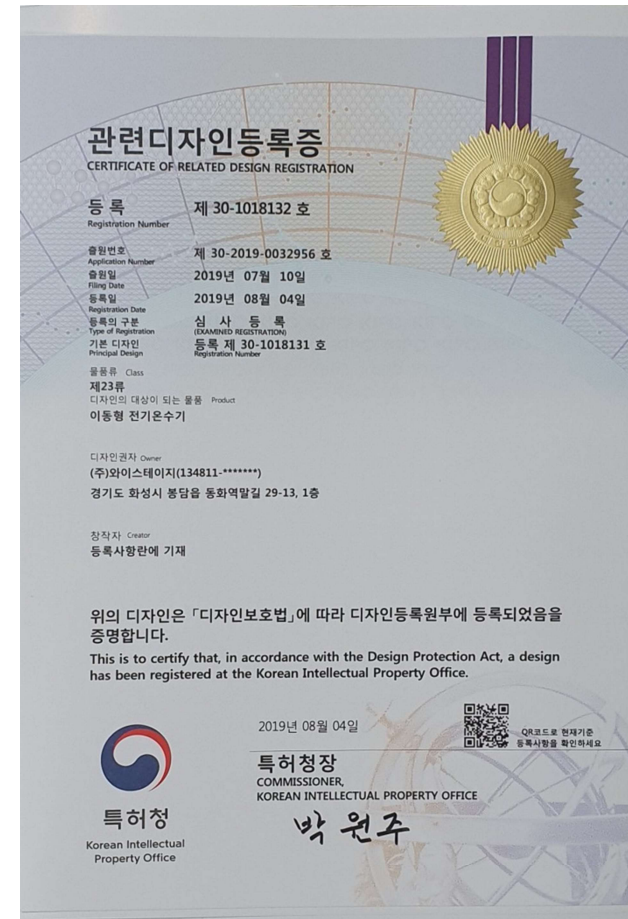 관련디자인등록증
CERTIFICATE OF RELATED DESIGN REGISTRATION
등 록 제 30-1018132 호
Registration Number
출원번호 제 30-2019-0032956 호
Application Number
출원일 2019년 07월 10일
Filing Date
등록일 2019년 08월 04일
Registration Date
등록의 구분 심 사 등 록
Type of Registration (EXAMINED REGISTRATION)
기본 디자인 등록 제 30-1018131 호
Principal Design Registration Number
물품류 Class
제23류
디자인의 대상이 되는 물품 Product
이동형 전기온수기
디자인권자 Owner
(주)와이스테이지(134811-*******)
경기도 화성시 봉담읍 동화역말길 29-13, 1층
창작자 Creator
등록사항란에 기재
위의 디자인은 「디자인보호법」에 따라 디자인등록원부에 등록되었음을
증명합니다.
This is to certify that, in accordance with the Design Protection Act, a design
has been registered at the Korean Intellectual Property Office.
2019년 08월 04일
QR코드로 현재기준
등록사항을 확인하세요
특허청장
COMMISSIONER,
KOREAN INTELLECTUAL PROPERTY OFFICE
박 원 주
특허청
Korean Intellectual
Property Office